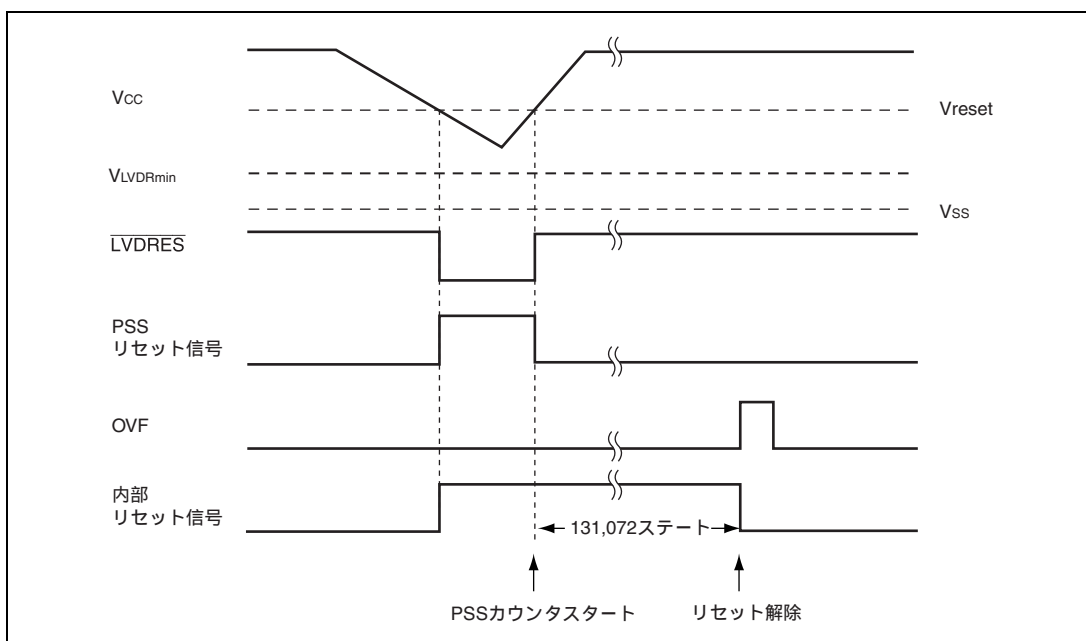 Vcc
Vreset
VLVDRmin
Vss
LVDRES
PSS
リセット信号
OVF
内部
リセット信号
131,072ステート
PSSカウンタスタート
リセット解除